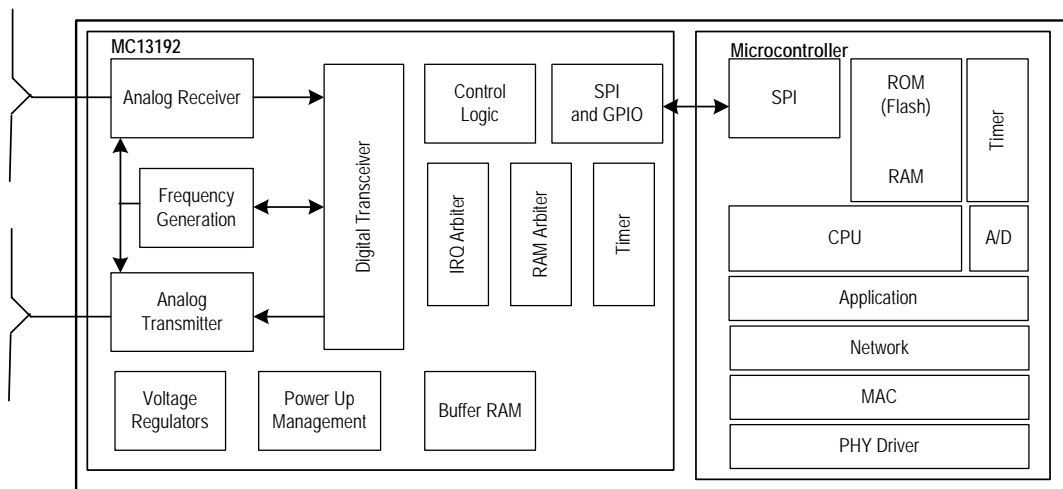 MC13192
Analog Receiver
Frequency
Generation
Analog
Transmitter
Voltage
Regulators
Power Up
Management
Digital Transceiver
Control
Logic
SPI
and GPIO
IRQ Arbiter
RAM Arbiter
Timer
Buffer RAM
Microcontroller
SPI
ROM
(Flash)
RAM
Timer
CPU
A/D
Application
Network
MAC
PHY Driver